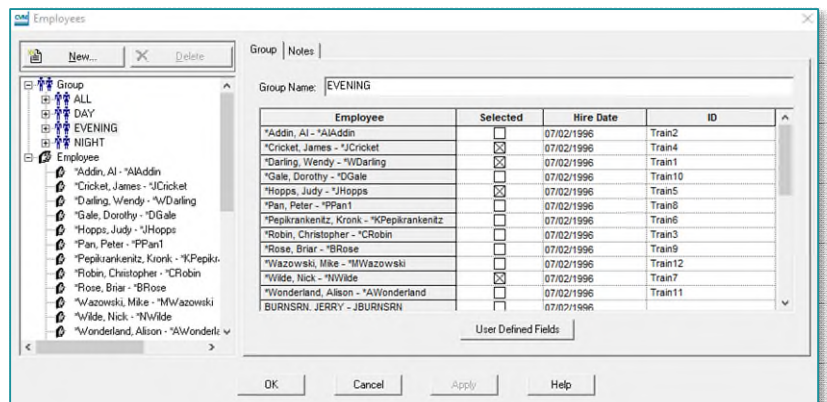 CVM Employees
New... Delete
Group
ALL
DAY
EVENING
NIGHT
Employee
*Addin, Al - *AlAddin
*Cricket, James - *JCricket
*Darling, Wendy - *WDarling
*Gale, Dorothy - *DGale
*Hopps, Judy - *JHopps
*Pan, Peter - *PPan1
*Pepikrankenitz, Kronk - *KPepikr
*Robin, Christopher - *CRobin
*Rose, Briar - *BRose
*Wazowski, Mike - *MWazowski
*Wilde, Nick - *NWilde
*Wonderland, Alison - *AWonderla
Group Notes
Group Name: EVENING
Employee Selected Hire Date ID
*Addin, Al - *AlAddin 07/02/1996 Train2
*Cricket, James - *JCricket 07/02/1996 Train4
*Darling, Wendy - *WDarling 07/02/1996 Train1
*Gale, Dorothy - *DGale 07/02/1996 Train10
*Hopps, Judy - *JHopps 07/02/1996 Train5
*Pan, Peter - *PPan1 07/02/1996 Train8
*Pepikrankenitz, Kronk - *KPepikrankenitz 07/02/1996 Train6
*Robin, Christopher - *CRobin 07/02/1996 Train3
*Rose, Briar - *BRose 07/02/1996 Train9
*Wazowski, Mike - *MWazowski 07/02/1996 Train12
*Wilde, Nick - *NWilde 07/02/1996 Train7
*Wonderland, Alison - *AWonderland 07/02/1996 Train11
BURNSRN, JERRY - JBURNSRN 07/02/1996
User Defined Fields
OK Cancel Apply Help